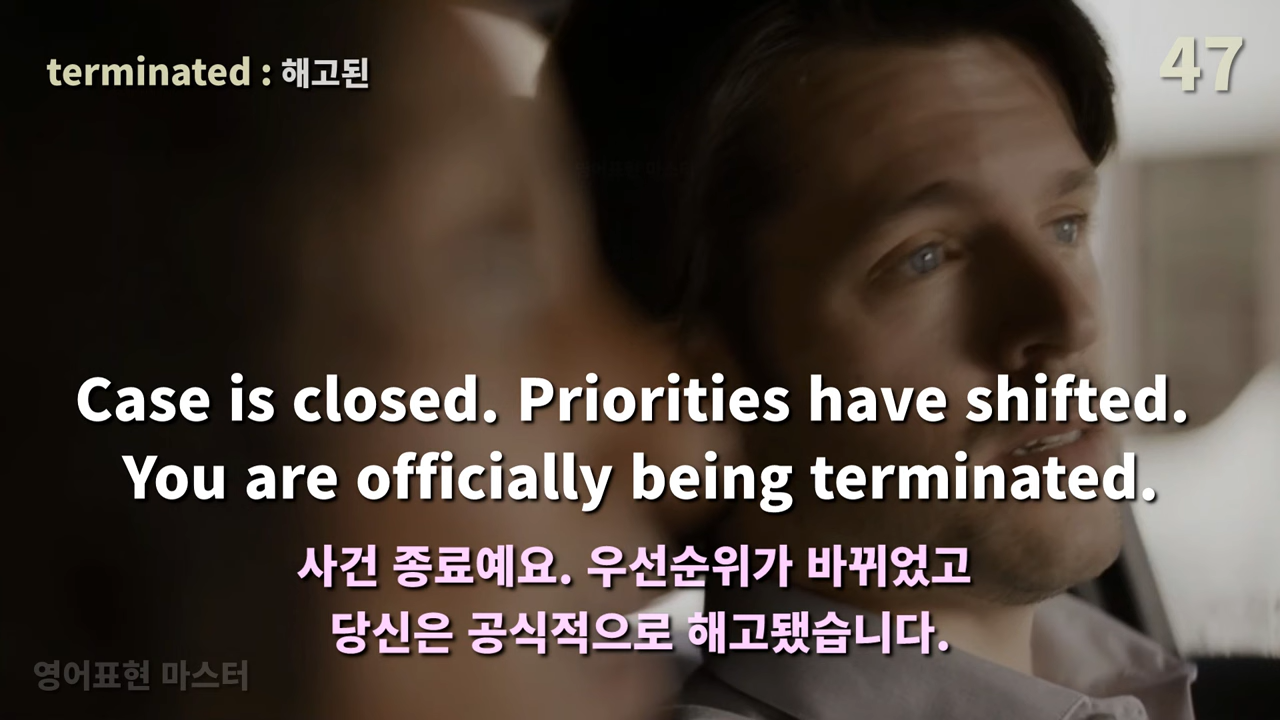 terminated : 해고된
47
Case is closed. Priorities have shifted.
You are officially being terminated.
사건 종료예요. 우선순위가 바뀌었고
당신은 공식적으로 해고됐습니다.
영어표현 마스터